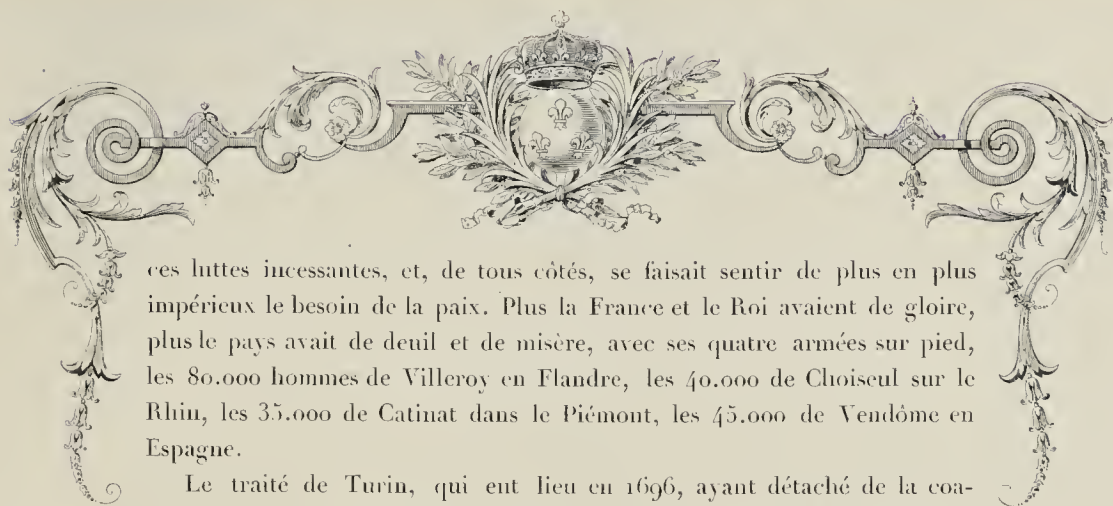 ces luttes incessantes, et, de tous côtés, se faisait sentir de plus en plus
impérieux le besoin de la paix. Plus la France et le Roi avaient de gloire,
plus le pays avait de deuil et de misère, avec ses quatre armées sur pied,
les 80.000 hommes de Villeroy en Flandre, les 40.000 de Choiseul sur le
Rhin, les 35.000 de Catinat dans le Piémont, les 45.000 de Vendôme en
Espagne.
Le traité de Turin, qui eut lieu en 1696, ayant détaché de la coa-